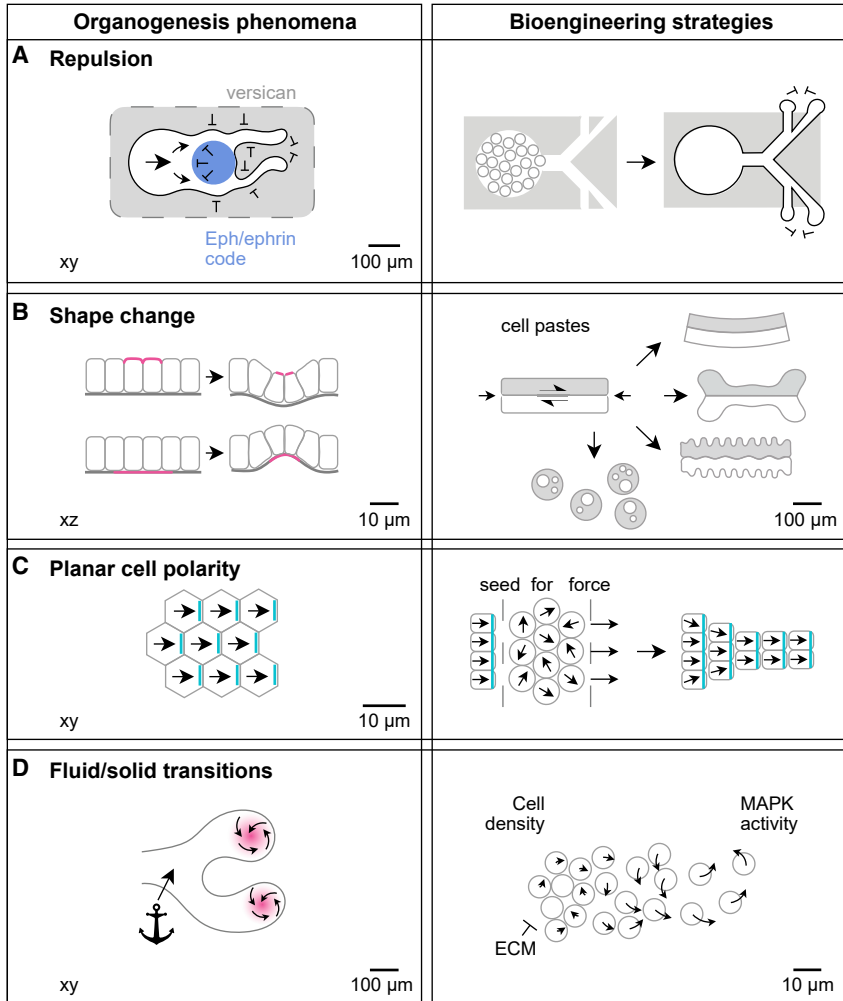 Organogenesis phenomena
Bioengineering strategies
A Repulsion
versican
Eph/ephrin
code
xy
100 µm
B Shape change
xz
10 µm
cell pastes
100 µm
C Planar cell polarity
xy
10 µm
seed for force
D Fluid/solid transitions
xy
100 µm
Cell
density
MAPK
activity
ECM
10 µm